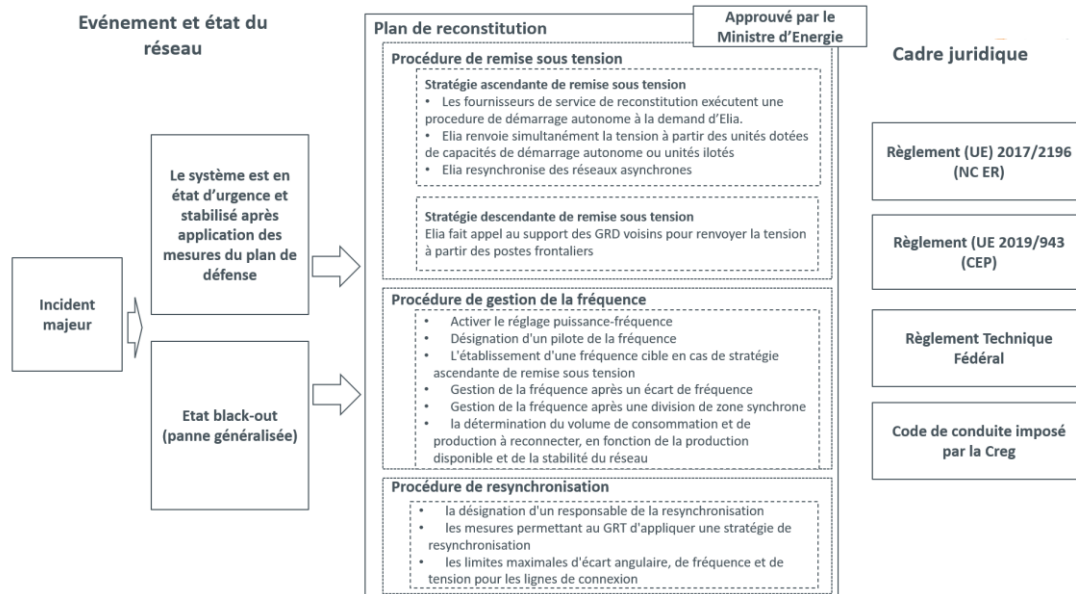 Evénement et état du
réseau
Incident
majeur
Le système est en
état d’urgence et
stabilisé après
application des
mesures du plan de
défense
Etat black-out
(panne généralisée)
Plan de reconstitution
Approuvé par le
Ministre d’Energie
Procédure de remise sous tension
Stratégie ascendante de remise sous tension
• Les fournisseurs de service de reconstitution exécutent une
procedure de démarrage autonome à la demand d’Elia.
• Elia renvoie simultanément la tension à partir des unités dotées
de capacités de démarrage autonome ou unités ilotés
• Elia resynchronise des réseaux asynchrones
Stratégie descendante de remise sous tension
Elia fait appel au support des GRD voisins pour renvoyer la tension
à partir des postes frontaliers
Procédure de gestion de la fréquence
• Activer le réglage puissance-fréquence
• Désignation d'un pilote de la fréquence
• L'établissement d'une fréquence cible en cas de stratégie
ascendante de remise sous tension
• Gestion de la fréquence après un écart de fréquence
• Gestion de la fréquence après une division de zone synchrone
• la détermination du volume de consommation et de
production à reconnecter, en fonction de la production
disponible et de la stabilité du réseau
Procédure de resynchronisation
• la désignation d'un responsable de la resynchronisation
• les mesures permettant au GRT d'appliquer une stratégie de
resynchronisation
• les limites maximales d'écart angulaire, de fréquence et de
tension pour les lignes de connexion
Cadre juridique
Règlement (UE) 2017/2196
(NC ER)
Règlement (UE 2019/943
(CEP)
Règlement Technique
Fédéral
Code de conduite imposé
par la Creg